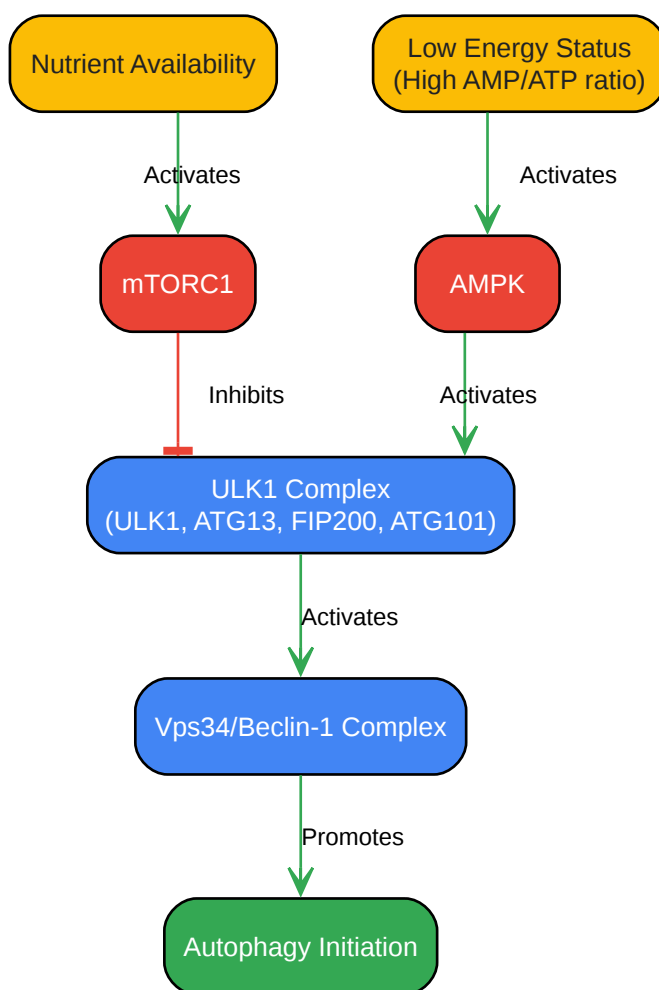 Nutrient Availability
Low Energy Status
(High AMP/ATP ratio)
Activates
Activates
mTORC1
AMPK
Inhibits
Activates
ULK1 Complex
(ULK1, ATG13, FIP200, ATG101)
Activates
Vps34/Beclin-1 Complex
Promotes
Autophagy Initiation